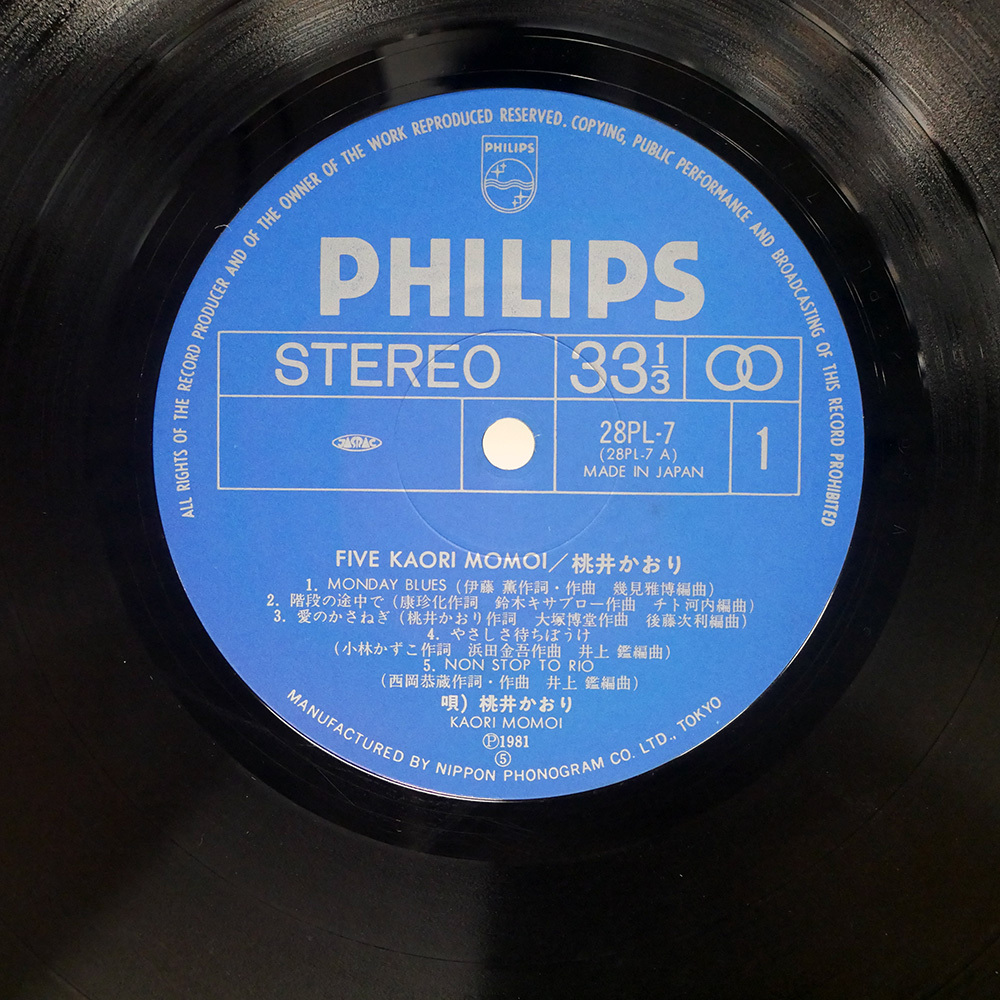 ALL RIGHTS OF THE RECORD PRODUCER AND OF THE OWNER OF THE WORK REPRODUCED RESERVED. COPYING, PUBLIC PERFORMANCE AND BROADCASTING OF THIS RECORD PROHIBITED
PHILIPS
PHILIPS
STEREO 33 1/3
JASRAC
28PL-7
(28PL-7 A)
MADE IN JAPAN
1
FIVE KAORI MOMOI/桃井かおり
1. MONDAY BLUES (伊藤 薫作詞・作曲 幾見雅博編曲)
2. 階段の途中で (康珍化作詞 鈴木キサブロー作曲 チト河内編曲)
3. 愛のかさねぎ (桃井かおり作詞 大塚博堂作曲 後藤次利編曲)
4. やさしさ待ちぼうけ
(小林かずこ作詞 浜田金吾作曲 井上 鑑編曲)
5. NON STOP TO RIO
(西岡恭蔵作詞・作曲 井上 鑑編曲)
唄) 桃井かおり
KAORI MOMOI
Ⓟ1981
⑤
MANUFACTURED BY NIPPON PHONOGRAM CO. LTD., TOKYO